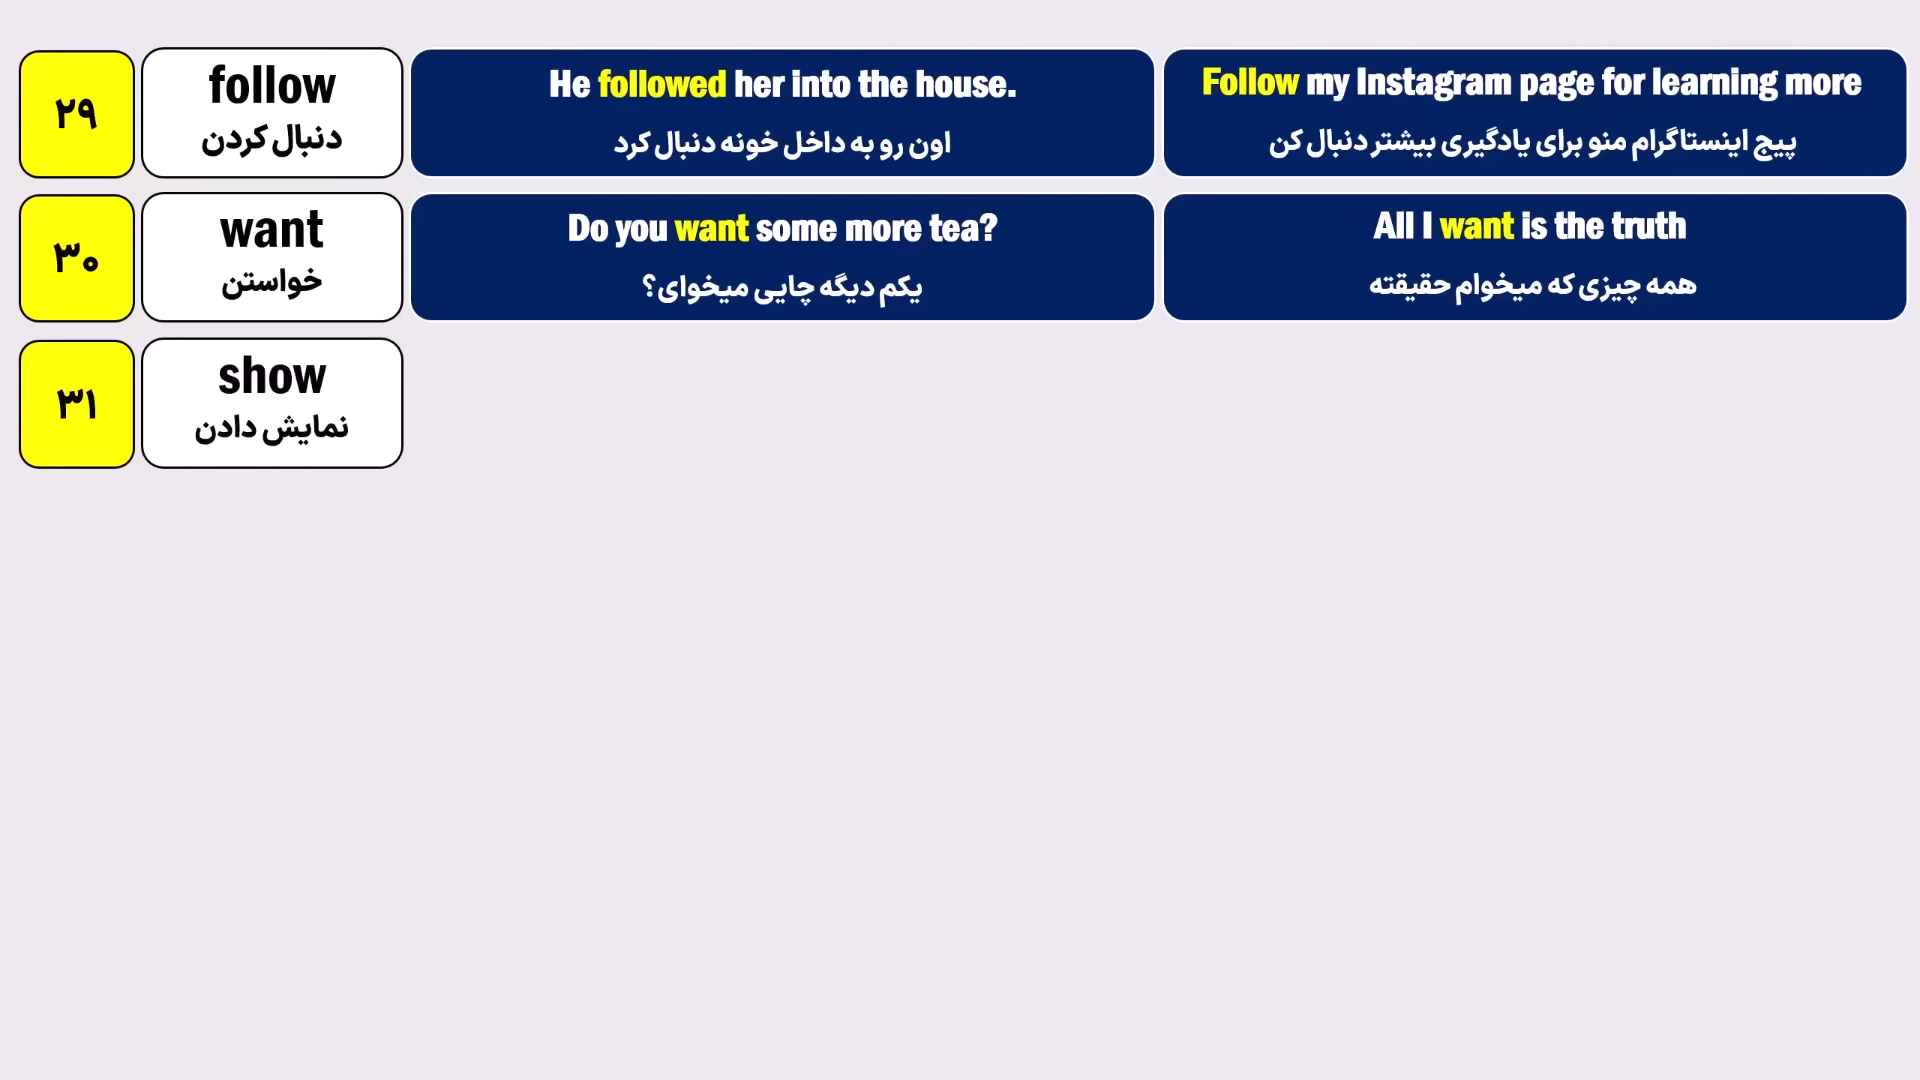 ۲۹
follow
دنبال کردن
He followed her into the house.
اون رو به داخل خونه دنبال کرد
Follow my Instagram page for learning more
پیج اینستاگرام منو برای یادگیری بیشتر دنبال کن
۳۰
want
خواستن
Do you want some more tea?
یکم دیگه چایی میخوای؟
All I want is the truth
همه چیزی که میخوام حقیقته
۳۱
show
نمایش دادن